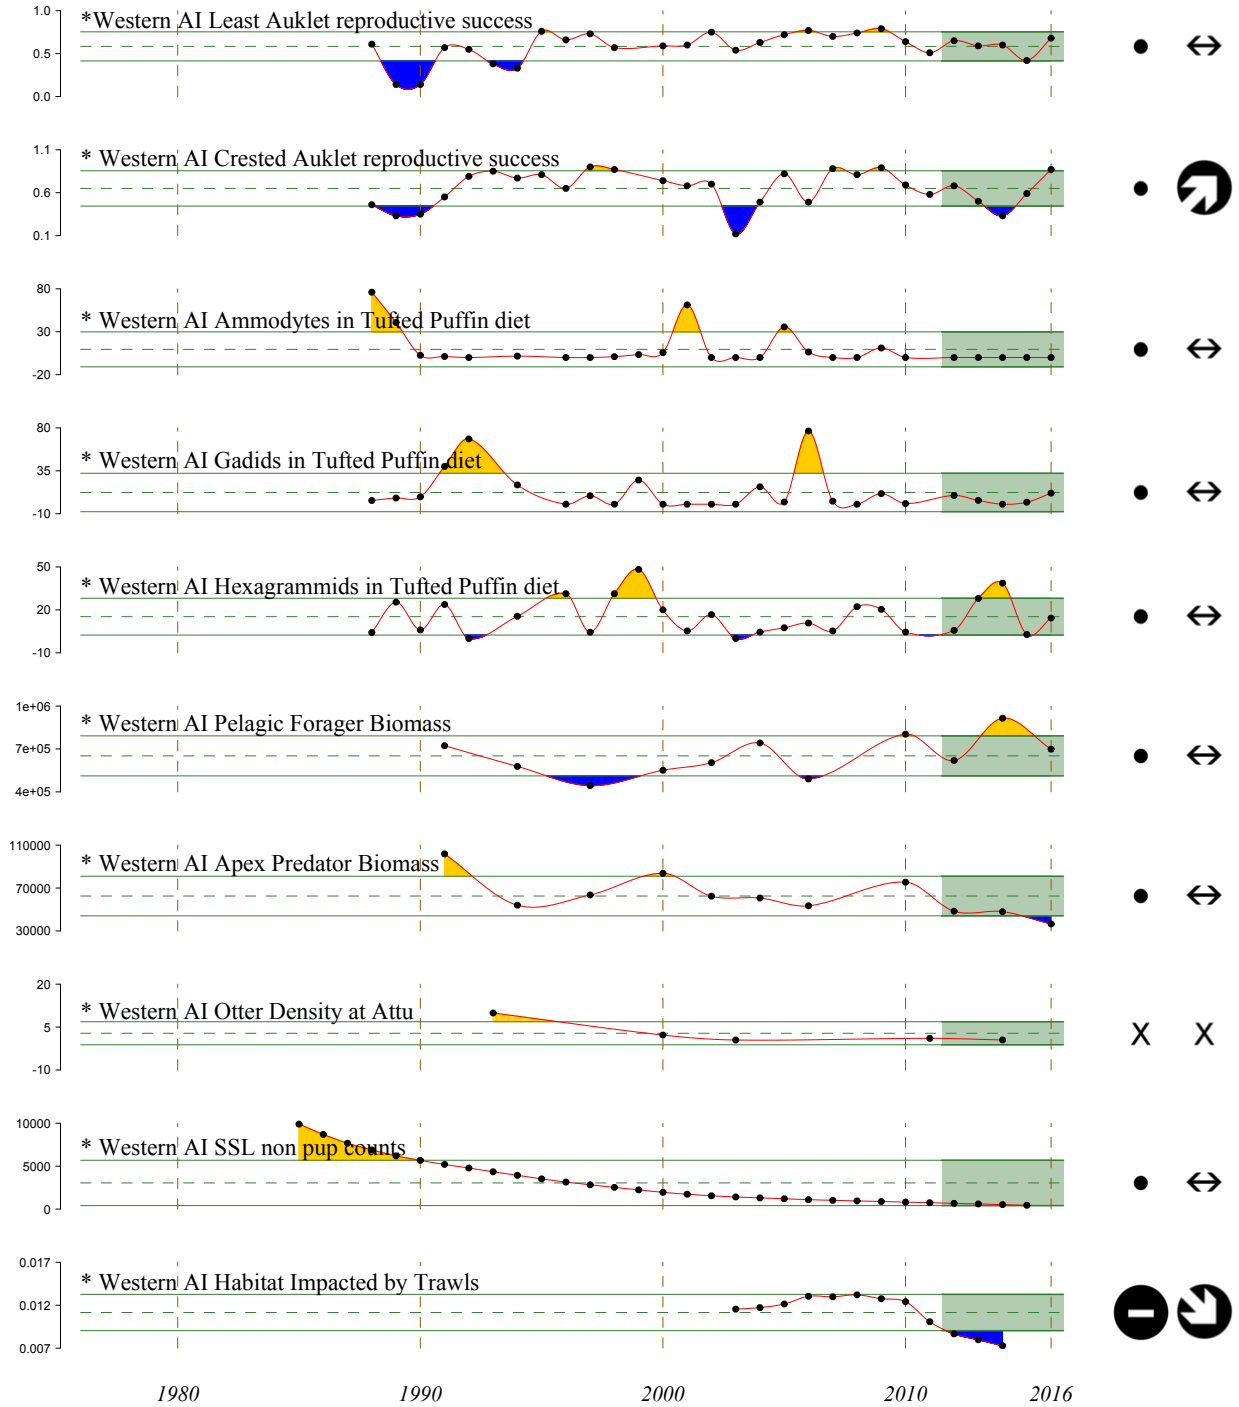 *Western AI Least Auklet reproductive success
1.0
0.5
0.0
* Western AI Crested Auklet reproductive success
1.1
0.6
0.1
* Western AI Ammodytes in Tufted Puffin diet
80
30
-20
* Western AI Gadids in Tufted Puffin diet
80
35
-10
* Western AI Hexagrammids in Tufted Puffin diet
50
20
-10
* Western AI Pelagic Forager Biomass
1e+06
7e+05
4e+05
* Western AI Apex Predator Biomass
110000
70000
30000
* Western AI Otter Density at Attu
20
5
-10
X X
* Western AI SSL non pup counts
10000
5000
0
* Western AI Habitat Impacted by Trawls
0.017
0.012
0.007
1980 1990 2000 2010 2016